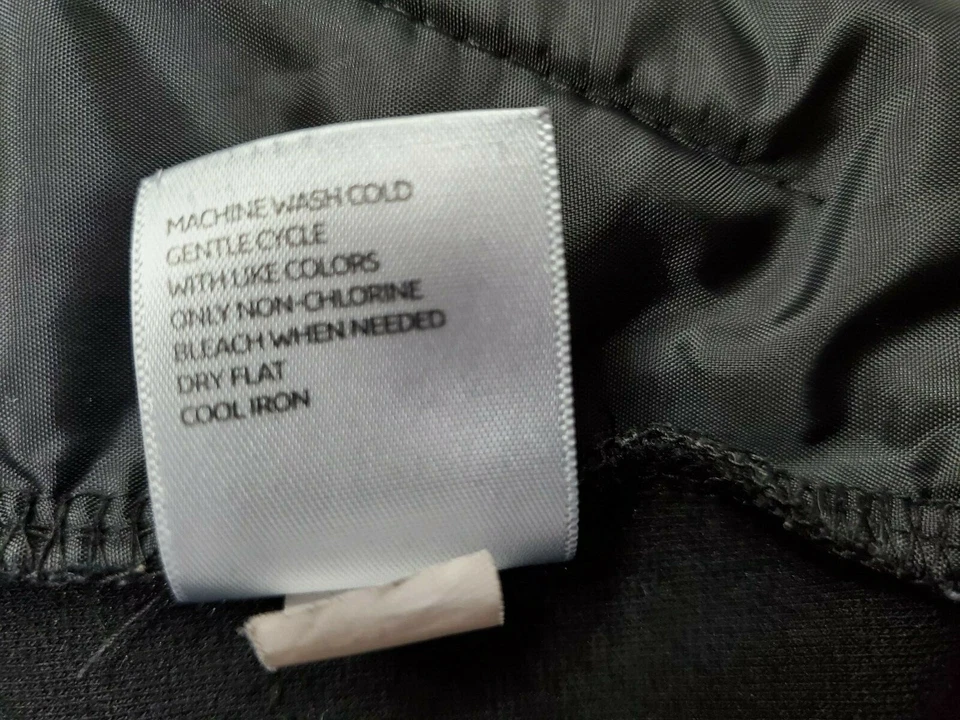 MACHINE WASH COLD
GENTLE CYCLE
WITH LIKE COLORS
ONLY NON-CHLORINE
BLEACH WHEN NEEDED
DRY FLAT
COOL IRON